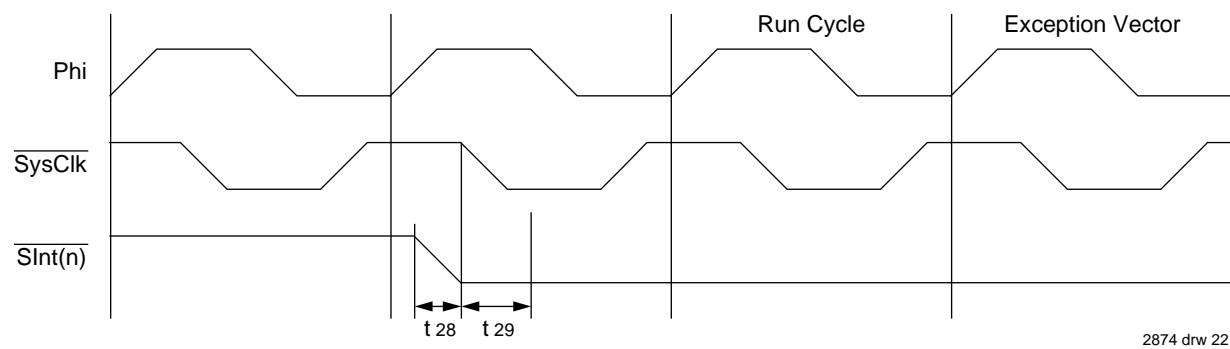 Run Cycle
Exception Vector
Phi
SysClk
SInt(n)
t 28
t 29
2874 drw 22